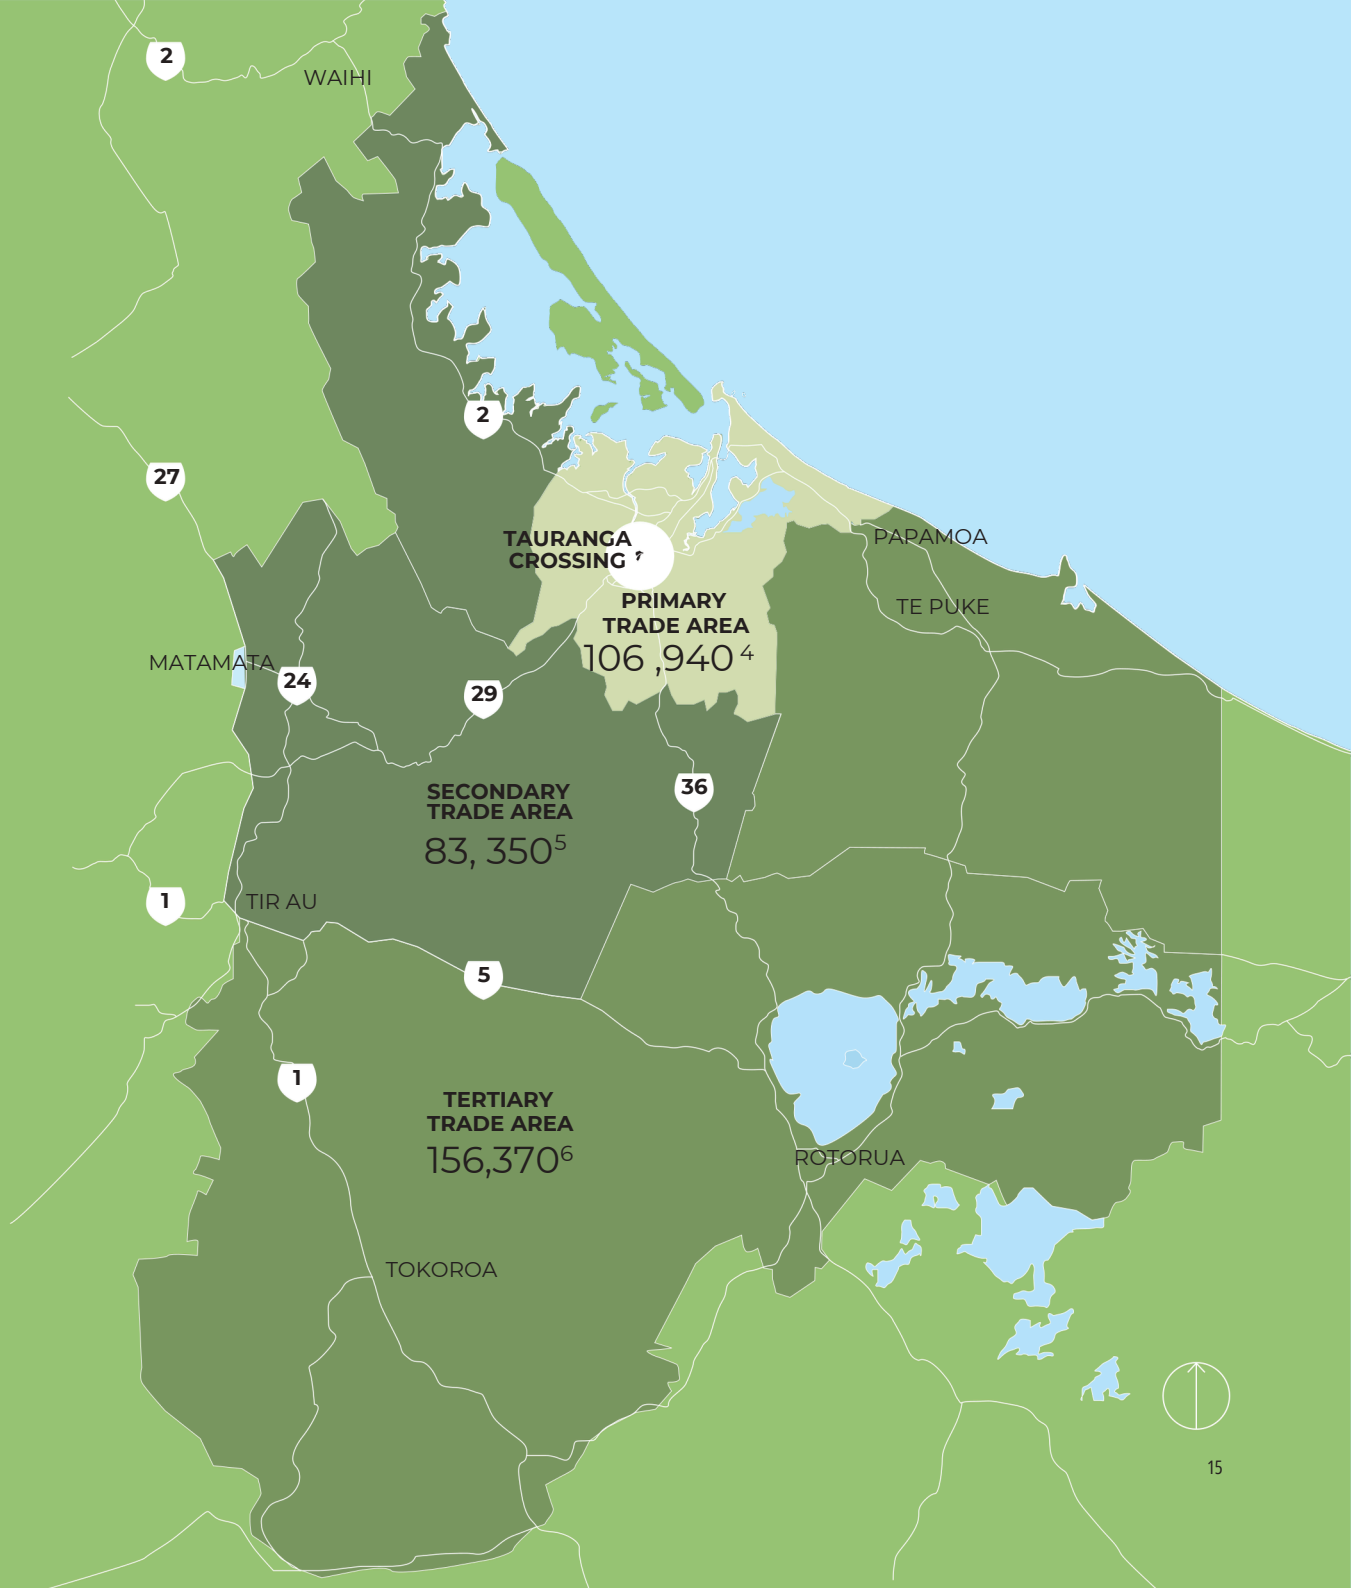 2
WAIHI
2
27
TAURANGA
CROSSING
PAPAMOA
PRIMARY
TRADE AREA
106 ,940 4
TE PUKE
MATAMATA
24
29
SECONDARY
TRADE AREA
83, 350 5
36
1
TIR AU
5
1
TERTIARY
TRADE AREA
156,370 6
ROTORUA
TOKOROA
15